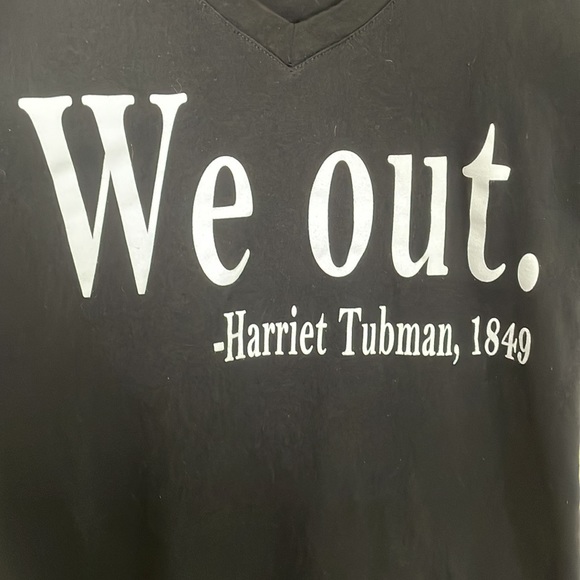 We out.
-Harriet Tubman, 1849